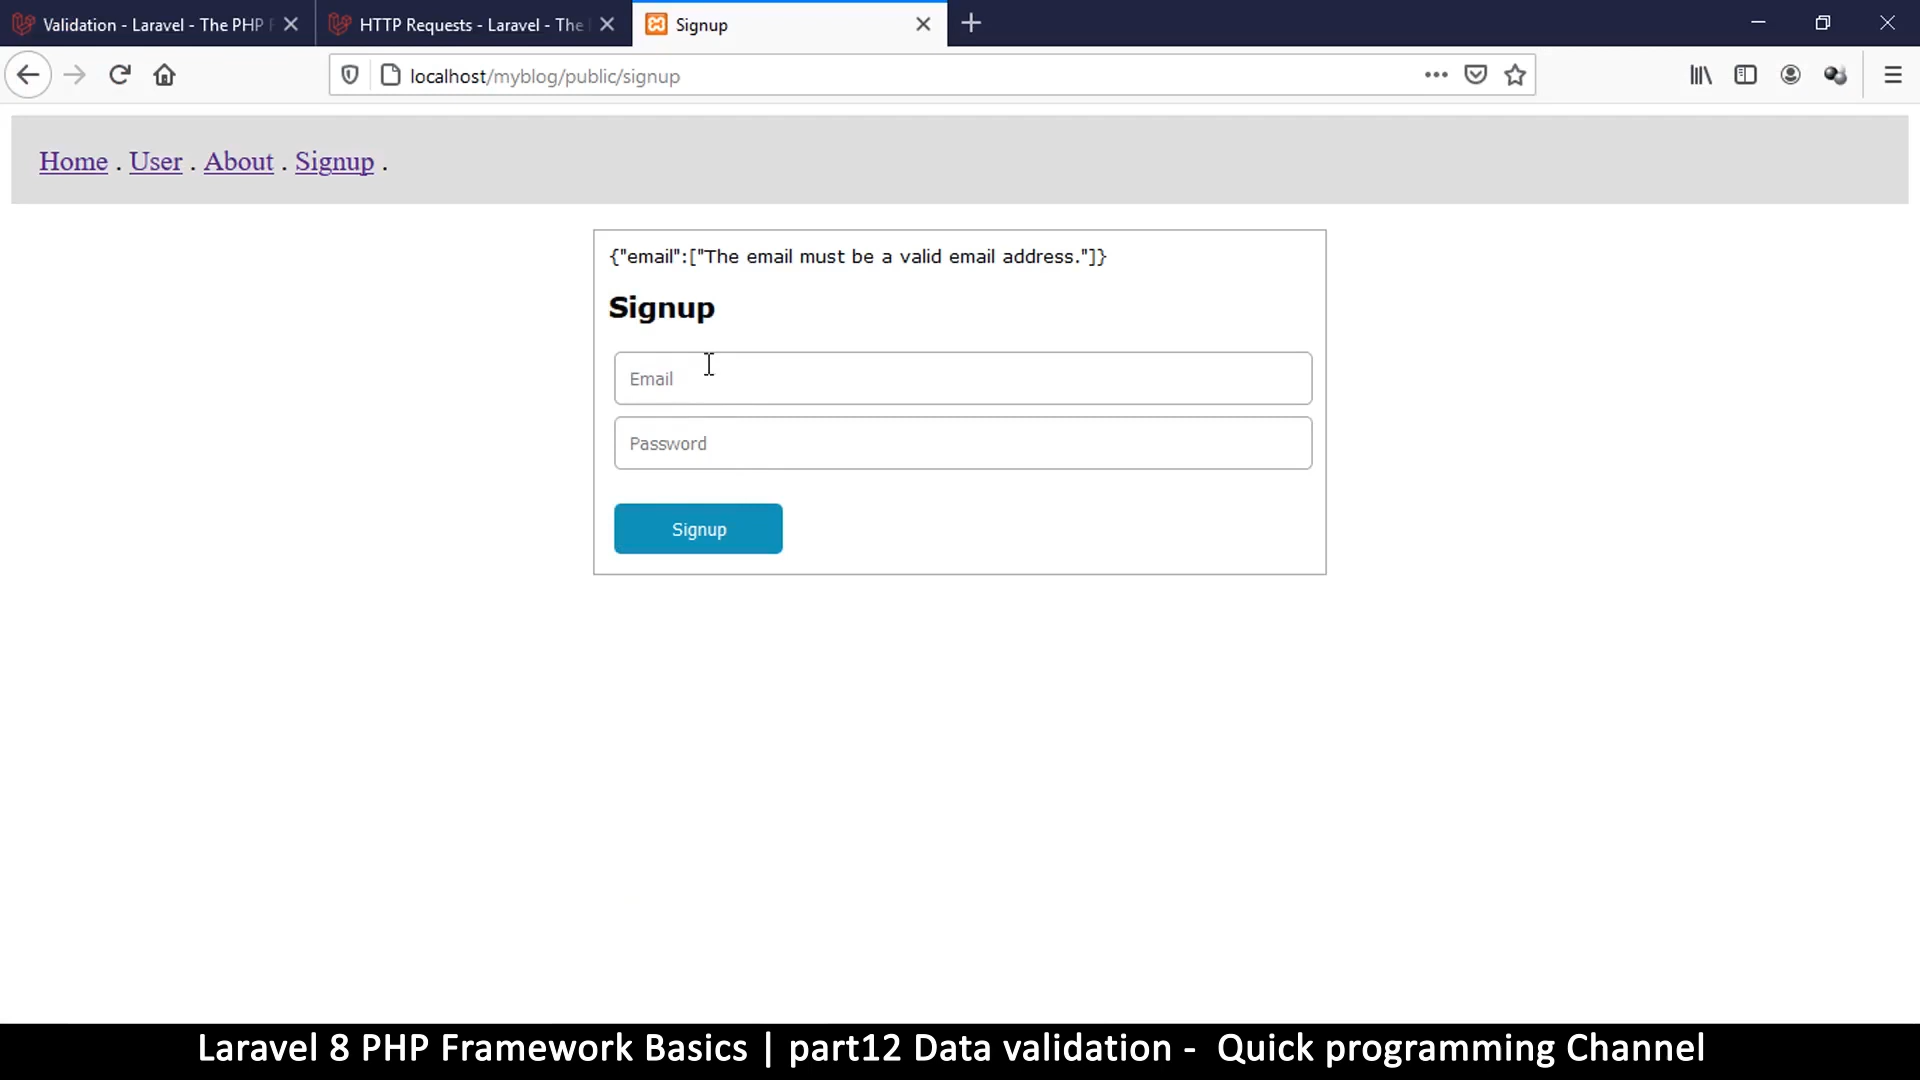 Validation - Laravel - The PHP F
HTTP Requests - Laravel - The
Signup
localhost/myblog/public/signup
Home . User . About . Signup .
{"email":["The email must be a valid email address."]}
Signup
Email
Password
Signup
Laravel 8 PHP Framework Basics | part12 Data validation - Quick programming Channel